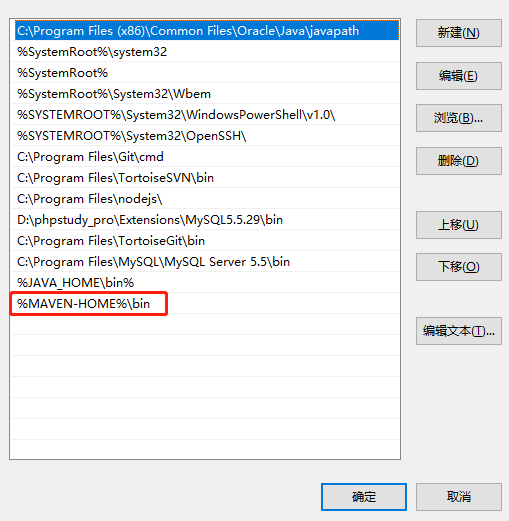 C:\Program Files (x86)\Common Files\Oracle\Java\javapath
%SystemRoot%\system32
%SystemRoot%
%SystemRoot%\System32\Wbem
%SYSTEMROOT%\System32\WindowsPowerShell\v1.0\
%SYSTEMROOT%\System32\OpenSSH\
C:\Program Files\Git\cmd
C:\Program Files\TortoiseSVN\bin
C:\Program Files\nodejs\
D:\phpstudy_pro\Extensions\MySQL5.5.29\bin
C:\Program Files\TortoiseGit\bin
C:\Program Files\MySQL\MySQL Server 5.5\bin
%JAVA_HOME\bin%
%MAVEN-HOME%\bin
新建(N)
编辑(E)
浏览(B)...
删除(D)
上移(U)
下移(O)
编辑文本(T)...
确定
取消